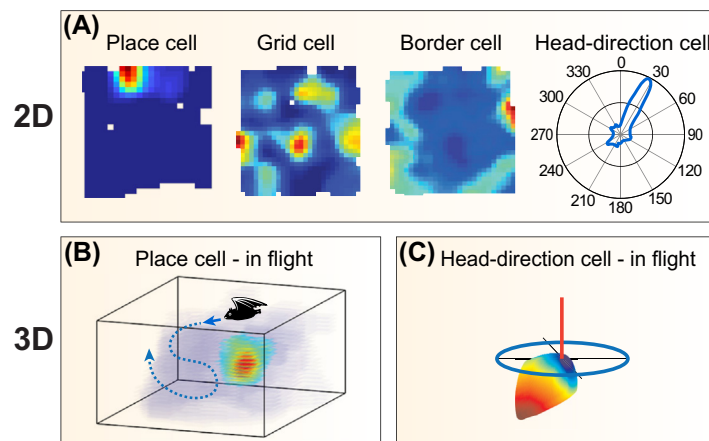 (A)
Place cell
Grid cell
Border cell
Head-direction cell
2D
0
30
60
90
120
150
180
210
240
270
300
330
(B)
Place cell - in flight
(C)
Head-direction cell - in flight
3D